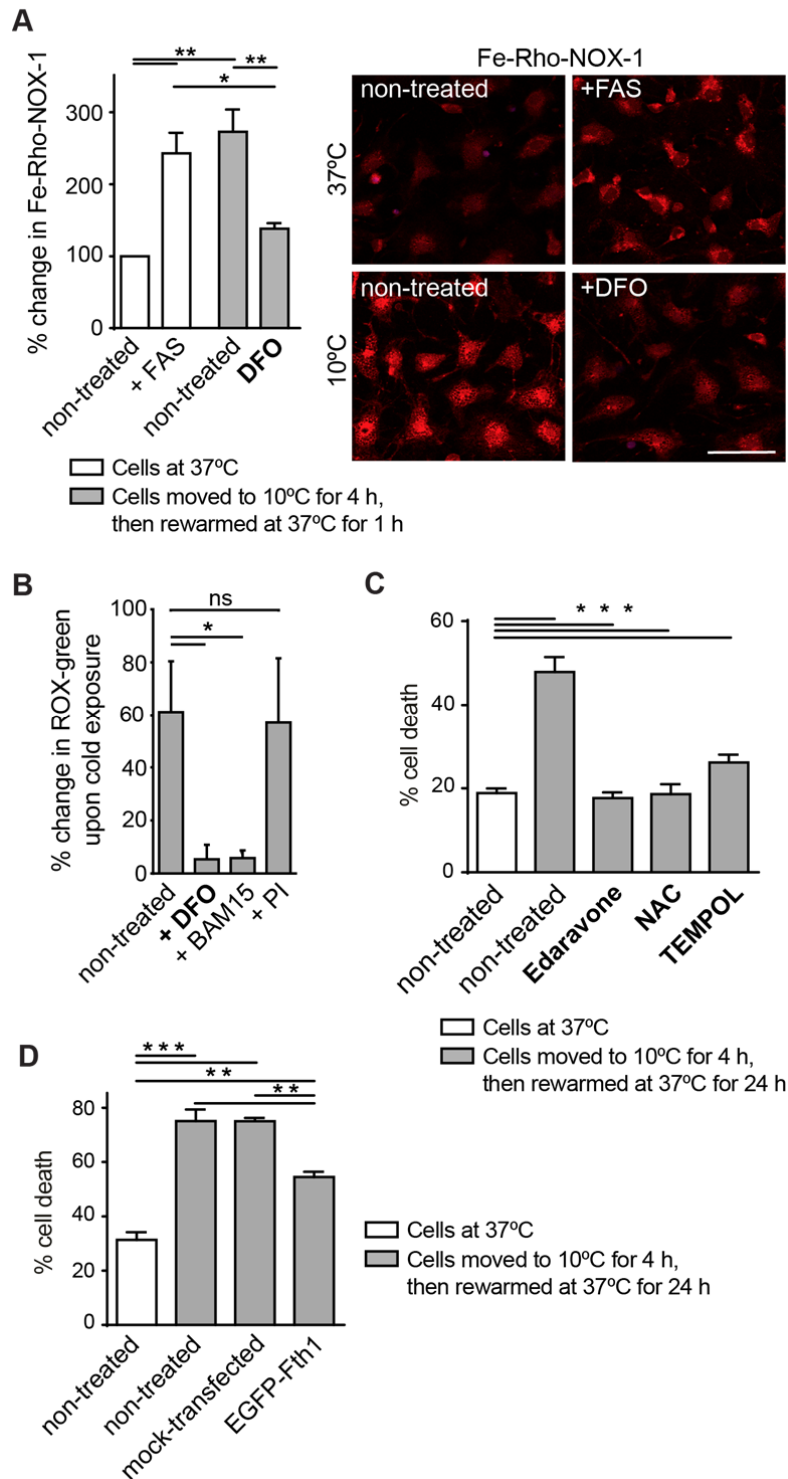 A
% change in Fe-Rho-NOX-1
300
200
100
0
**
**
*
non-treated
+ FAS
non-treated
DFO
Cells at 37ºC
Cells moved to 10ºC for 4 h,
then rewarmed at 37ºC for 1 h
Fe-Rho-NOX-1
37ºC
non-treated
+FAS
10ºC
non-treated
+DFO
B
% change in ROX-green
upon cold exposure
100
80
60
40
20
0
ns
*
non-treated
+ DFO
+ BAM15
+ PI
C
% cell death
60
40
20
0
* * *
non-treated
non-treated
Edaravone
NAC
TEMPOL
Cells at 37ºC
Cells moved to 10ºC for 4 h,
then rewarmed at 37ºC for 24 h
D
% cell death
80
60
40
20
0
***
**
**
non-treated
non-treated
mock-transfected
EGFP-Fth1
Cells at 37ºC
Cells moved to 10ºC for 4 h,
then rewarmed at 37ºC for 24 h